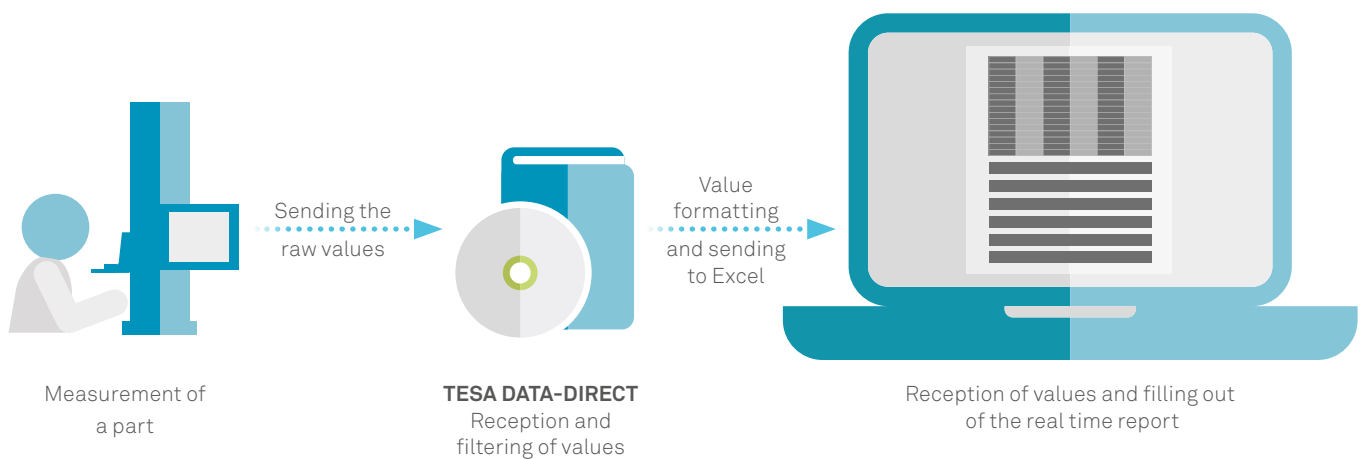 Sending the
raw values
Value
formatting
and sending
to Excel
Measurement of
a part
TESA DATA-DIRECT
Reception and
filtering of values
Reception of values and filling out
of the real time report